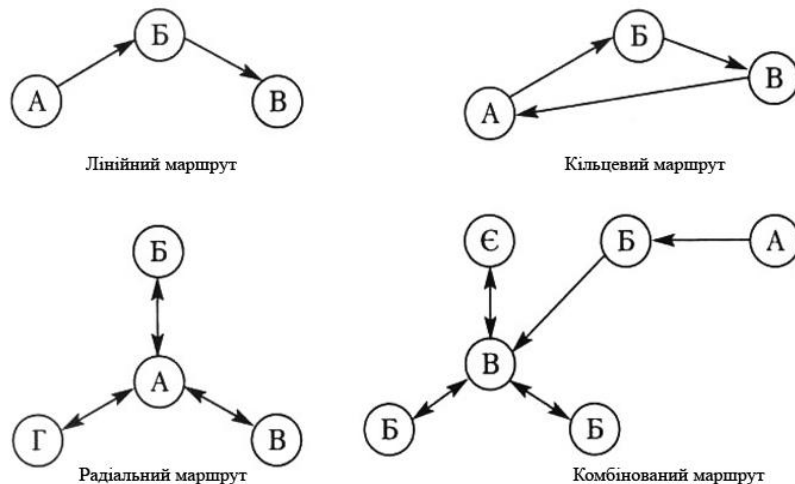 Б
А
В
Лінійний маршрут
Б
А
В
Кільцевий маршрут
Б
А
Г
В
Радіальний маршрут
Є
Б
А
В
Б
Б
Комбінований маршрут